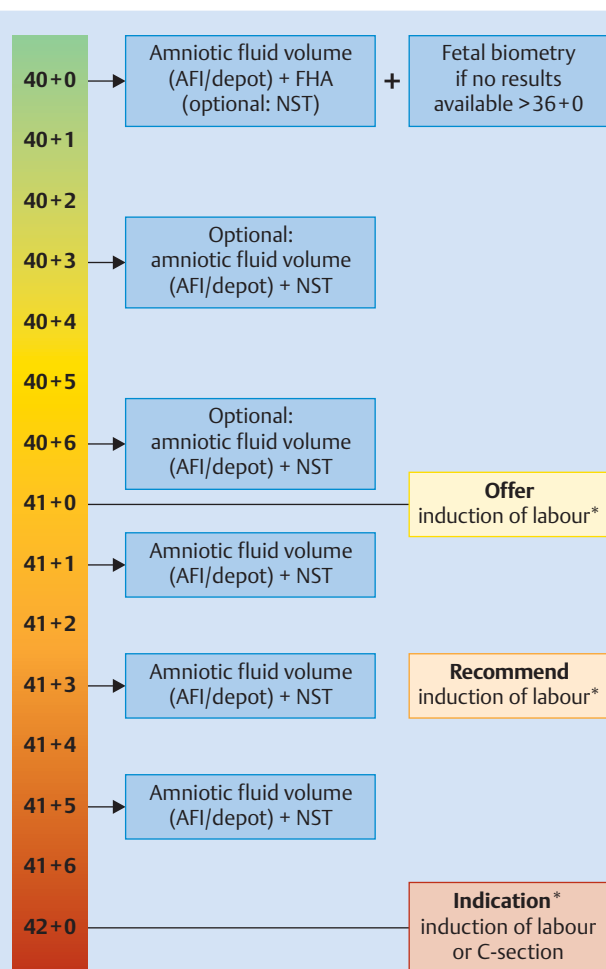 40+0
Amniotic fluid volume
(AFI/depot) + FHA
(optional: NST)
+
Fetal biometry
if no results
available >36+0
40+1
40+2
40+3
Optional:
amniotic fluid volume
(AFI/depot) + NST
40+4
40+5
40+6
Optional:
amniotic fluid volume
(AFI/depot) + NST
41+0
Offer
induction of labour*
41+1
Amniotic fluid volume
(AFI/depot) + NST
41+2
41+3
Amniotic fluid volume
(AFI/depot) + NST
Recommend
induction of labour*
41+4
41+5
Amniotic fluid volume
(AFI/depot) + NST
41+6
42+0
Indication*
induction of labour
or C-section